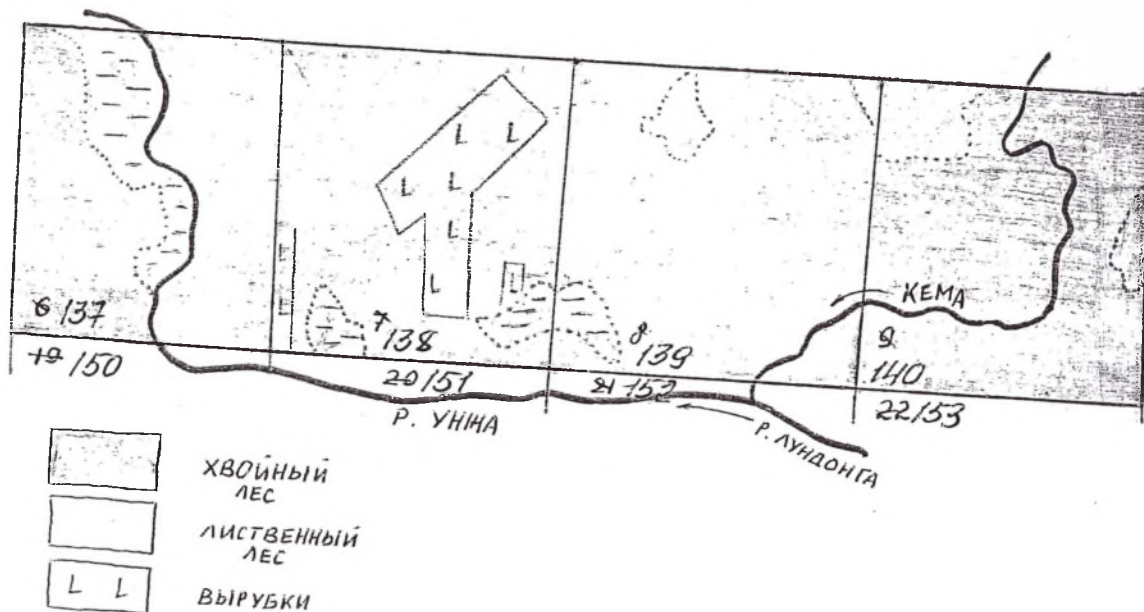 КЕМА
6 137
7 138
8 139
9
140
19 150
20 151
21 152
22 153
Р. УНЖА
Р. ЛУНДОНГА
ХВОЙНЫЙ
ЛЕС
ЛИСТВЕННЫЙ
ЛЕС
L L
ВЫРУБКИ